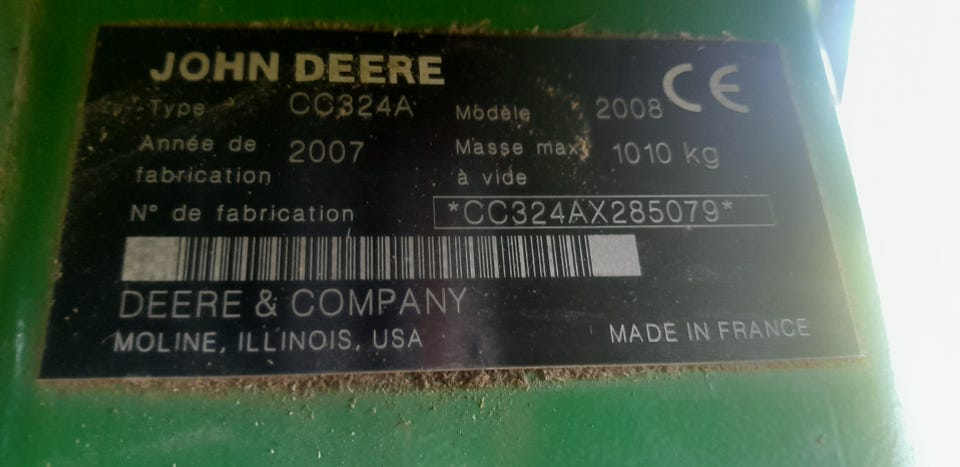 JOHN DEERE
CE
Type CC324A Modèle 2008
Année de fabrication 2007 Masse max à vide 1010 kg
N° de fabrication *CC324AX285079*
DEERE & COMPANY
MOLINE, ILLINOIS, USA
MADE IN FRANCE